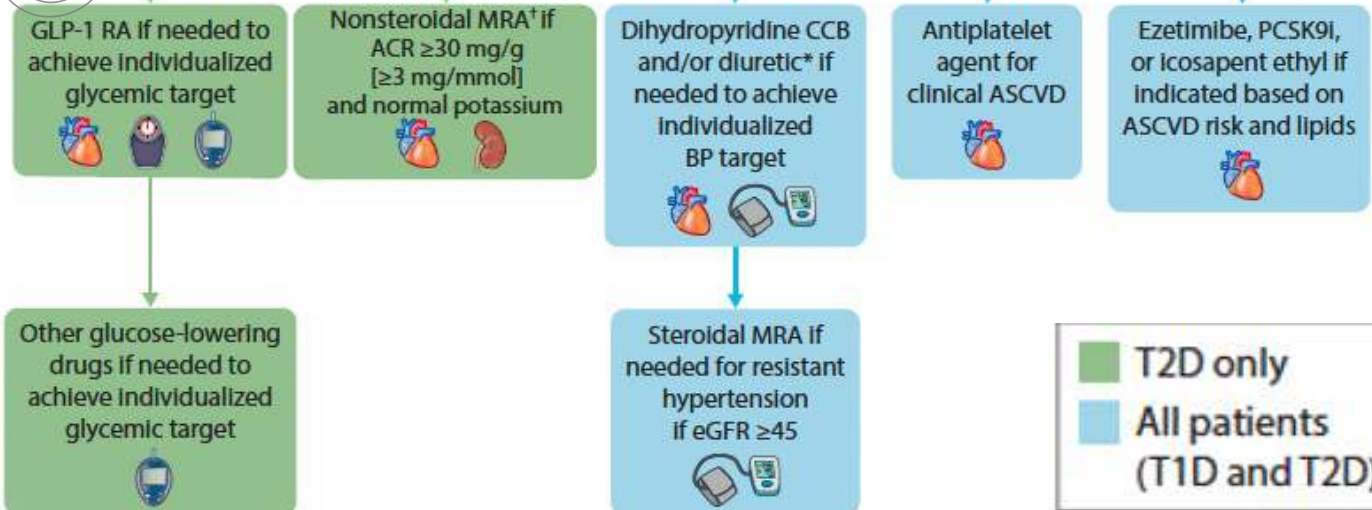 GLP-1 RA if needed to
achieve individualized
glycemic target
Nonsteroidal MRA† if
ACR ≥30 mg/g
[≥3 mg/mmol]
and normal potassium
Dihydropyridine CCB
and/or diuretic* if
needed to achieve
individualized
BP target
Antiplatelet
agent for
clinical ASCVD
Ezetimibe, PCSK9i,
or icosapent ethyl if
indicated based on
ASCVD risk and lipids
Other glucose-lowering
drugs if needed to
achieve individualized
glycemic target
Steroidal MRA if
needed for resistant
hypertension
if eGFR ≥45
T2D only
All patients
(T1D and T2D)